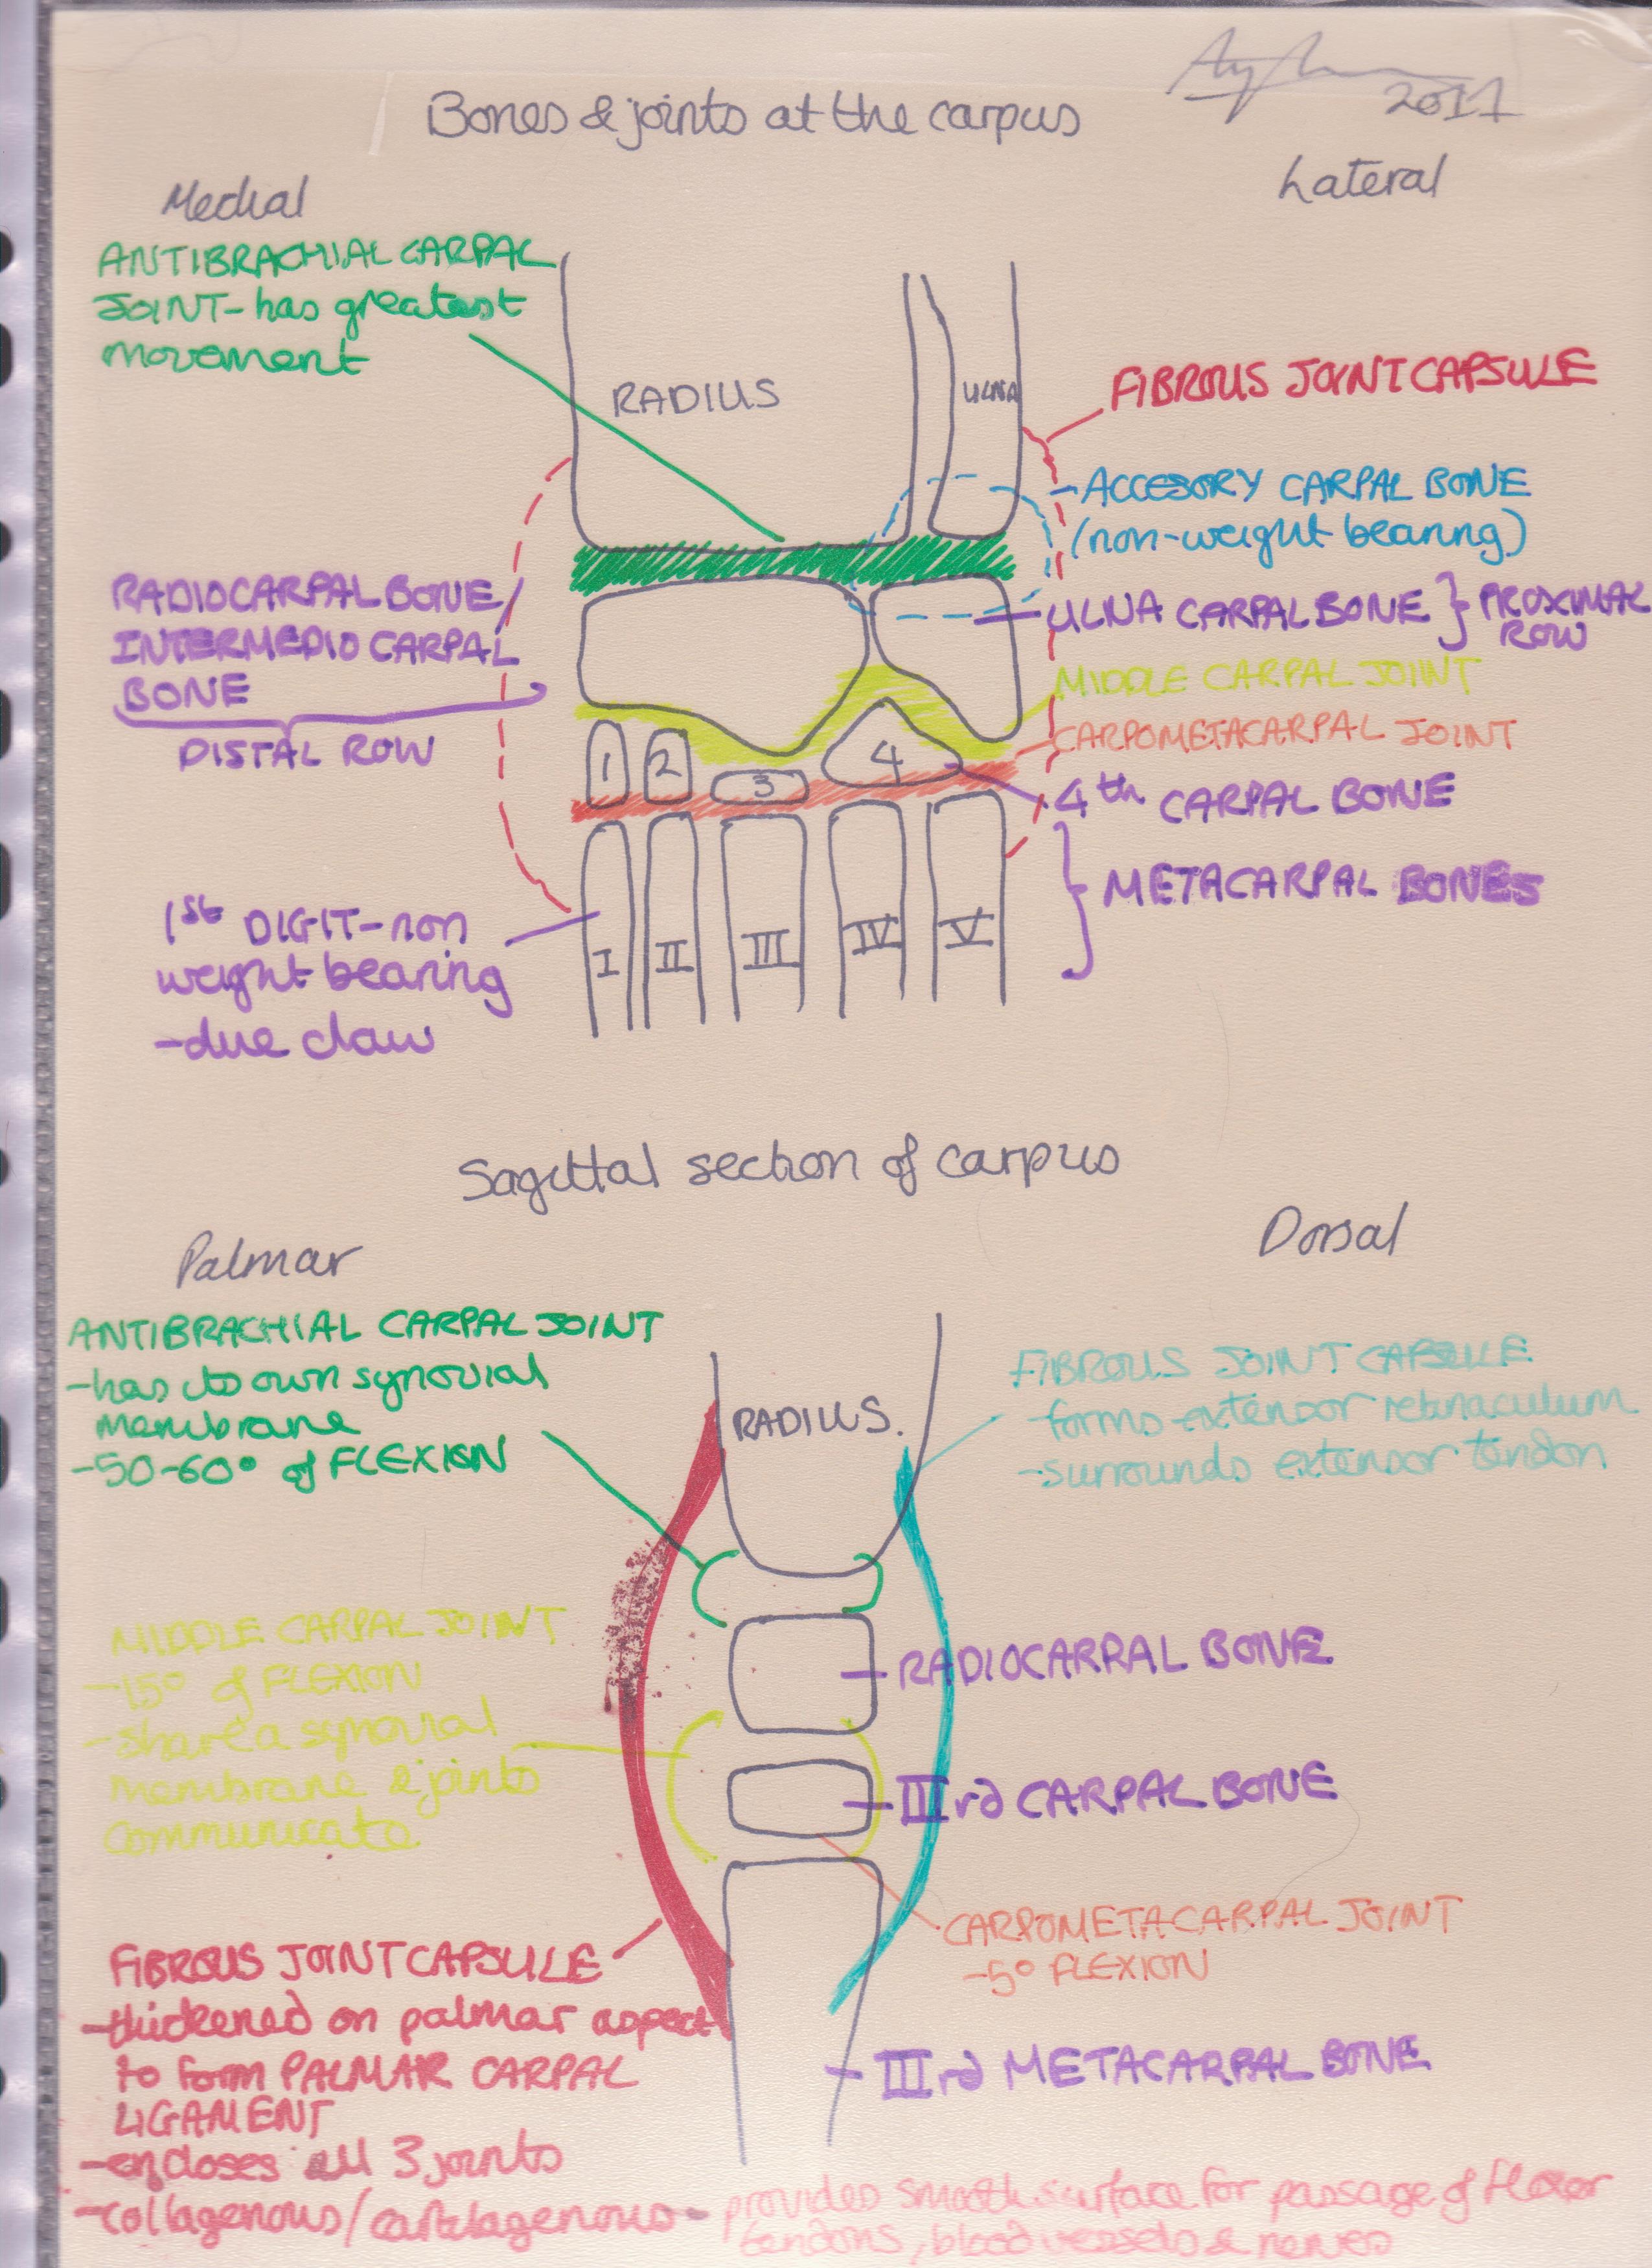 2011
Bones & joints at the carpus
Medial
Lateral
ANTIBRACHIAL CARPAL
JOINT - has greatest
movement
RADIUS
ULNA
FIBROUS JOINT CAPSULE
ACCESORY CARPAL BONE
(non-weight bearing)
RADIOCARPAL BONE/
INTERMEDIO CARPAL
BONE
DISTAL ROW
ULNA CARPAL BONE } PROXIMAL
ROW
MIDDLE CARPAL JOINT
CARPOMETACARPAL JOINT
1 2 3 4
4th CARPAL BONE
METACARPAL BONES
1st DIGIT - non
weight bearing
- due claw
I II III IV V
Sagittal section of carpus
Palmar
Dorsal
ANTIBRACHIAL CARPAL JOINT
- has its own synovial
membrane
- 50-60° of FLEXION
RADIUS.
FIBROUS JOINT CAPSULE
- forms extensor retinaculum
- surrounds extensor tendon
MIDDLE CARPAL JOINT
- 15° of FLEXION
- share a synovial
membrane & joints
communicate
RADIOCARPAL BONE
IIIrd CARPAL BONE
CARPOMETACARPAL JOINT
- 5° FLEXION
FIBROUS JOINT CAPSULE
- thickened on palmar aspect
to form PALMAR CARPAL
LIGAMENT
- encloses all 3 joints
- collagenous/cartilagenous - provides smooth surface for passage of flexor
tendons, blood vessels & nerves
IIIrd METACARPAL BONE